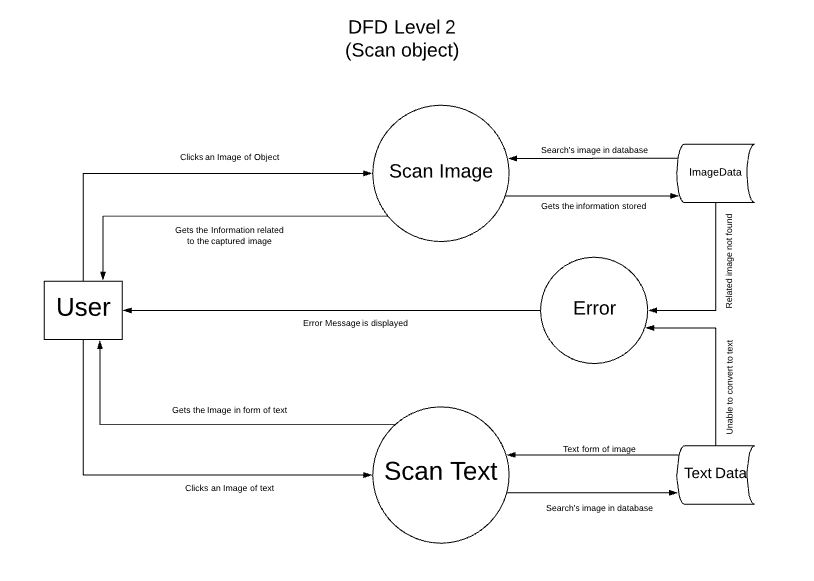 DFD Level 2
(Scan object)
Clicks an Image of Object
Scan Image
Search's image in database
ImageData
Gets the information stored
Gets the Information related
to the captured image
Related image not found
User
Error
Error Message is displayed
Unable to convert to text
Gets the Image in form of text
Scan Text
Text form of image
Text Data
Clicks an Image of text
Search's image in database